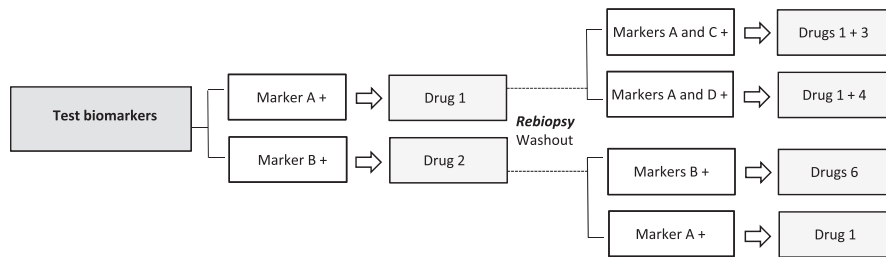 Test biomarkers
Marker A +
Drug 1
Marker B +
Drug 2
Rebiopsy
Washout
Markers A and C +
Drugs 1 + 3
Markers A and D +
Drug 1 + 4
Markers B +
Drugs 6
Marker A +
Drug 1